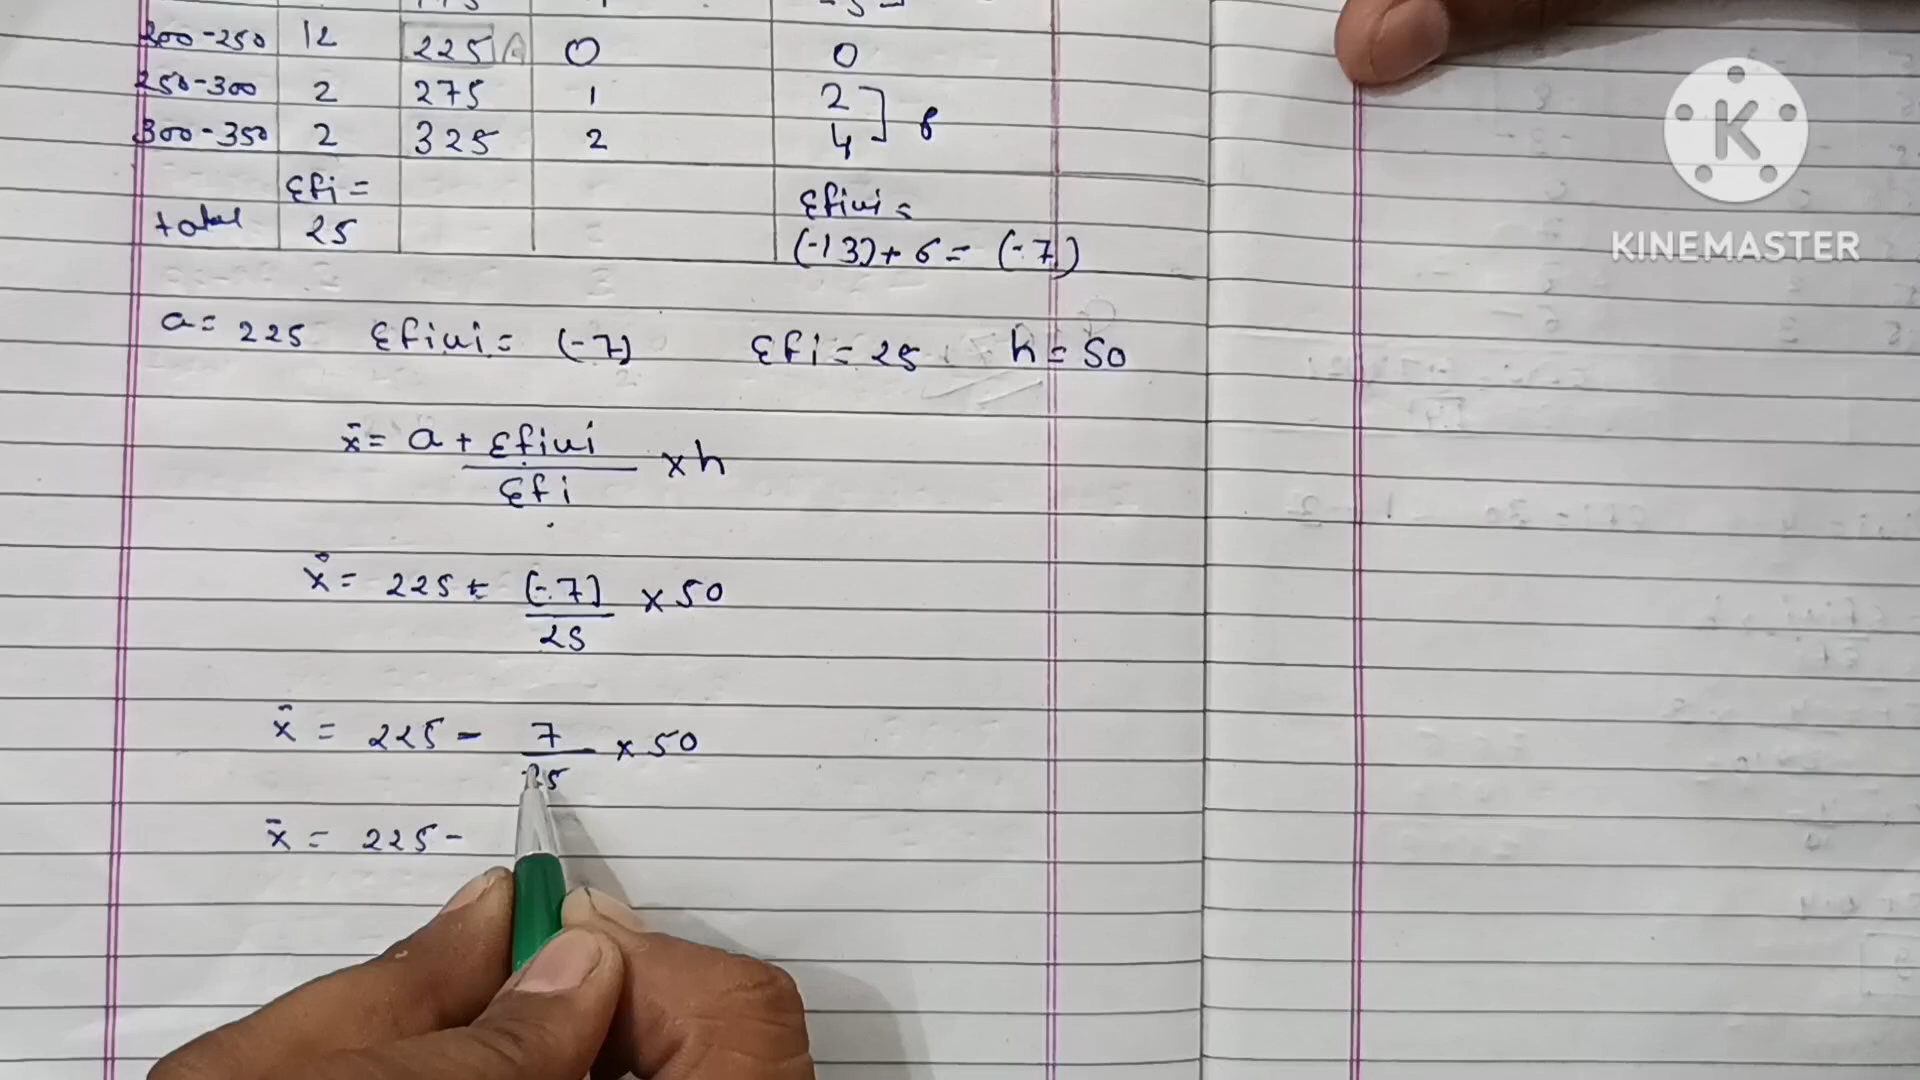 200-250 12 225 A 0 0
250-300 2 275 1 2
300-350 2 325 2 4 6
Σfi = Σfiui =
total 25 (-13)+ 6 = (-7)
a = 225 Σfiui = (-7) Σfi = 25 h = 50
x̄ = a + Σfiui / Σfi × h
x̄ = 225 + (-7) / 25 × 50
x̄ = 225 - 7 / 25 × 50
x̄ = 225 -
K
KINEMASTER